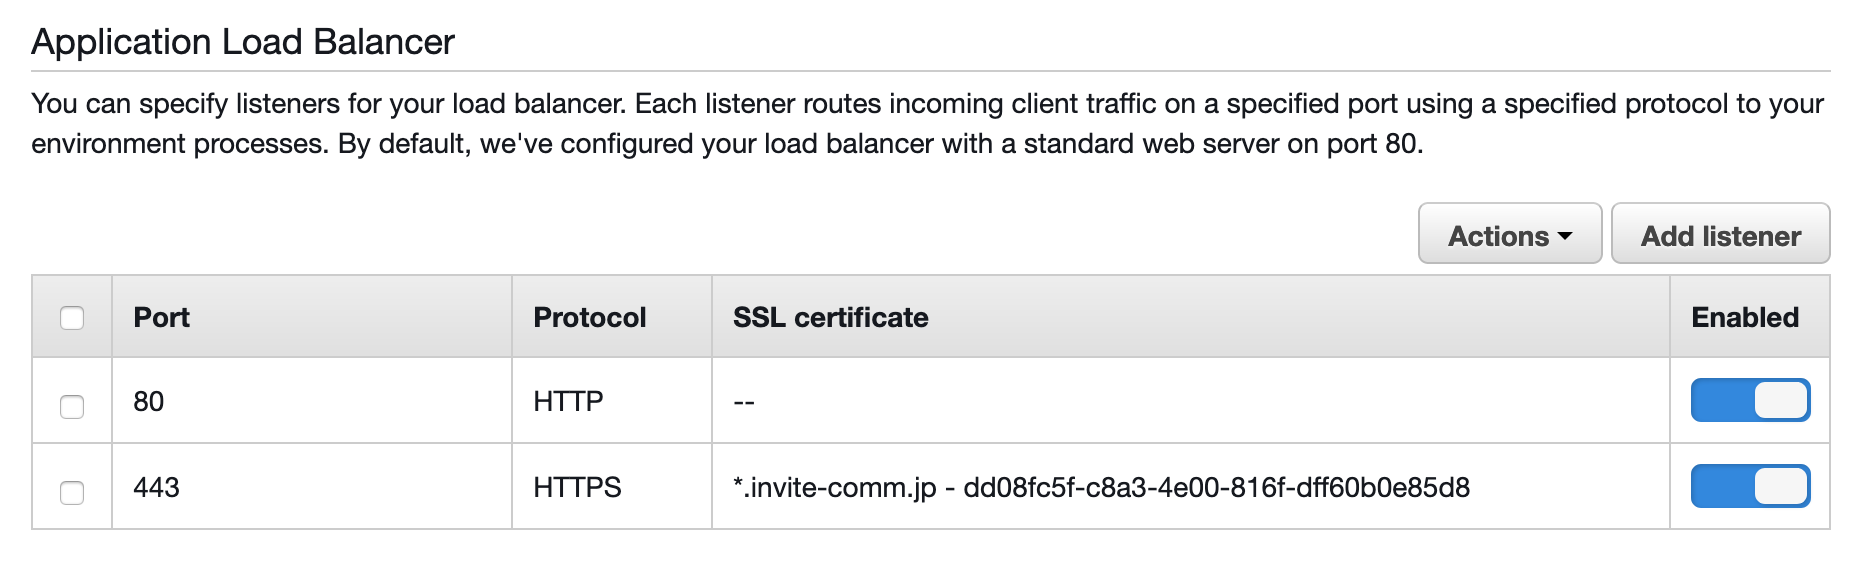 Application Load Balancer
You can specify listeners for your load balancer. Each listener routes incoming client traffic on a specified port using a specified protocol to your
environment processes. By default, we've configured your load balancer with a standard web server on port 80.
Actions Add listener
Port Protocol SSL certificate Enabled
80 HTTP --
443 HTTPS *.invite-comm.jp - dd08fc5f-c8a3-4e00-816f-dff60b0e85d8